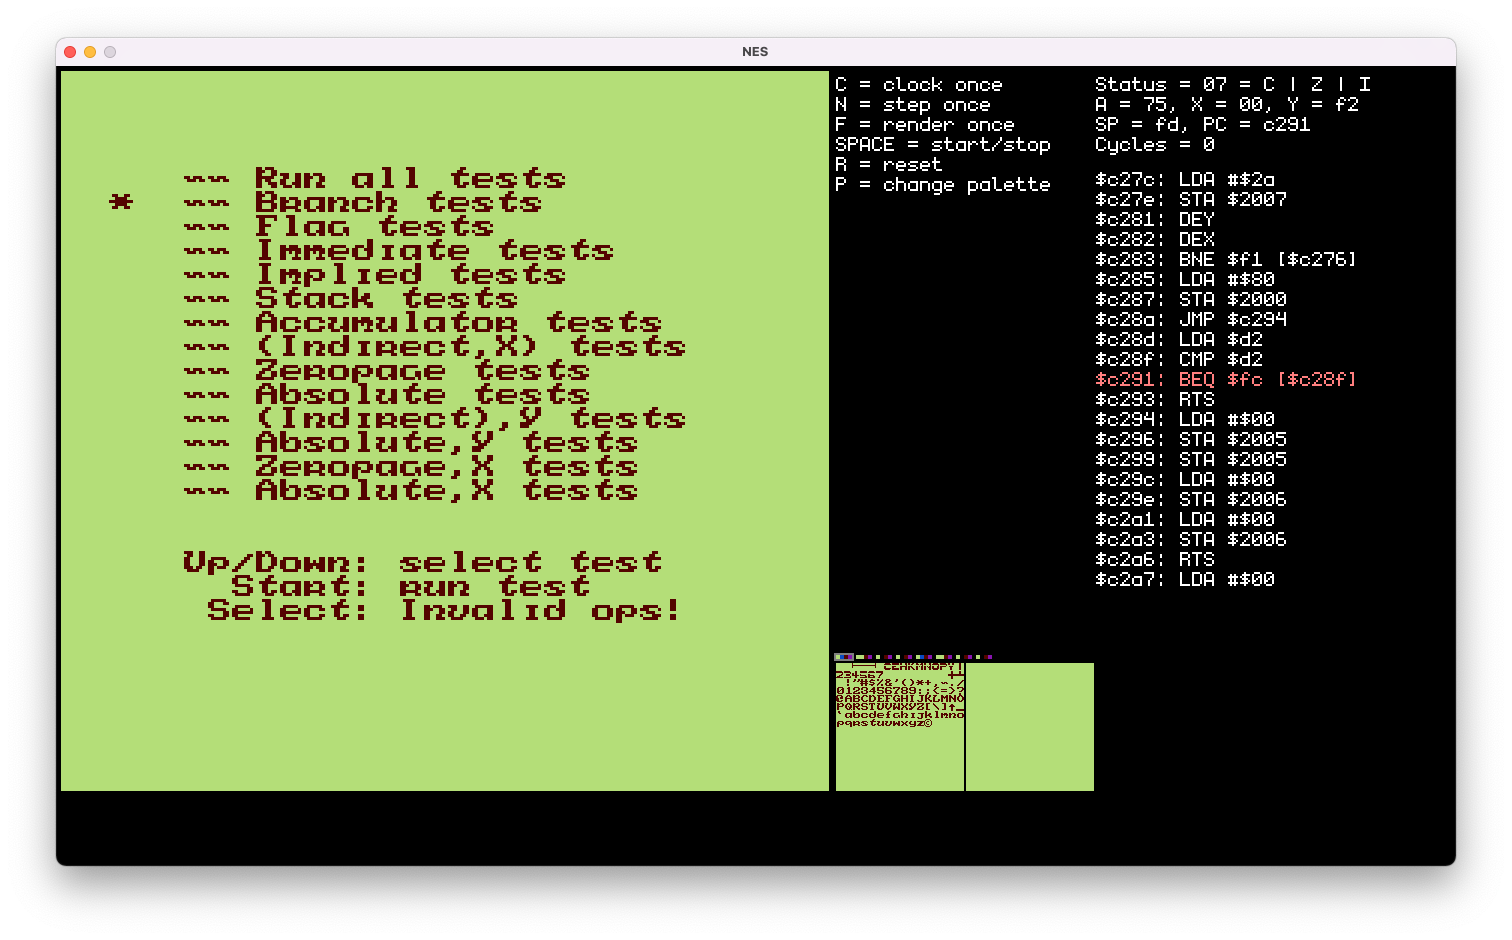 NES
-- Run all tests
* -- Branch tests
-- Flag tests
-- Immediate tests
-- Implied tests
-- Stack tests
-- Accumulator tests
-- (Indirect,X) tests
-- Zeropage tests
-- Absolute tests
-- (Indirect),Y tests
-- Absolute,Y tests
-- Zeropage,X tests
-- Absolute,X tests
Up/Down: select test
Start: run test
Select: Invalid ops!
C = clock once
N = step once
F = render once
SPACE = start/stop
R = reset
P = change palette
Status = 07 = C | Z | I
A = 75, X = 00, Y = f2
SP = fd, PC = c291
Cycles = 0
$c27c: LDA #$2a
$c27e: STA $2007
$c281: DEY
$c282: DEX
$c283: BNE $f1 [$c276]
$c285: LDA #$80
$c287: STA $2000
$c28a: JMP $c294
$c28d: LDA $d2
$c28f: CMP $d2
$c291: BEQ $fc [$c28f]
$c293: RTS
$c294: LDA #$00
$c296: STA $2005
$c299: STA $2005
$c29c: LDA #$00
$c29e: STA $2006
$c2a1: LDA #$00
$c2a3: STA $2006
$c2a6: RTS
$c2a7: LDA #$00
234567
!"#$%&'()*+,-./
0123456789:;<=>?
@ABCDEFGHIJKLMNO
PQRSTUVWXYZ[\]↑_
`abcdefghijklmno
pqrstuvwxyz©